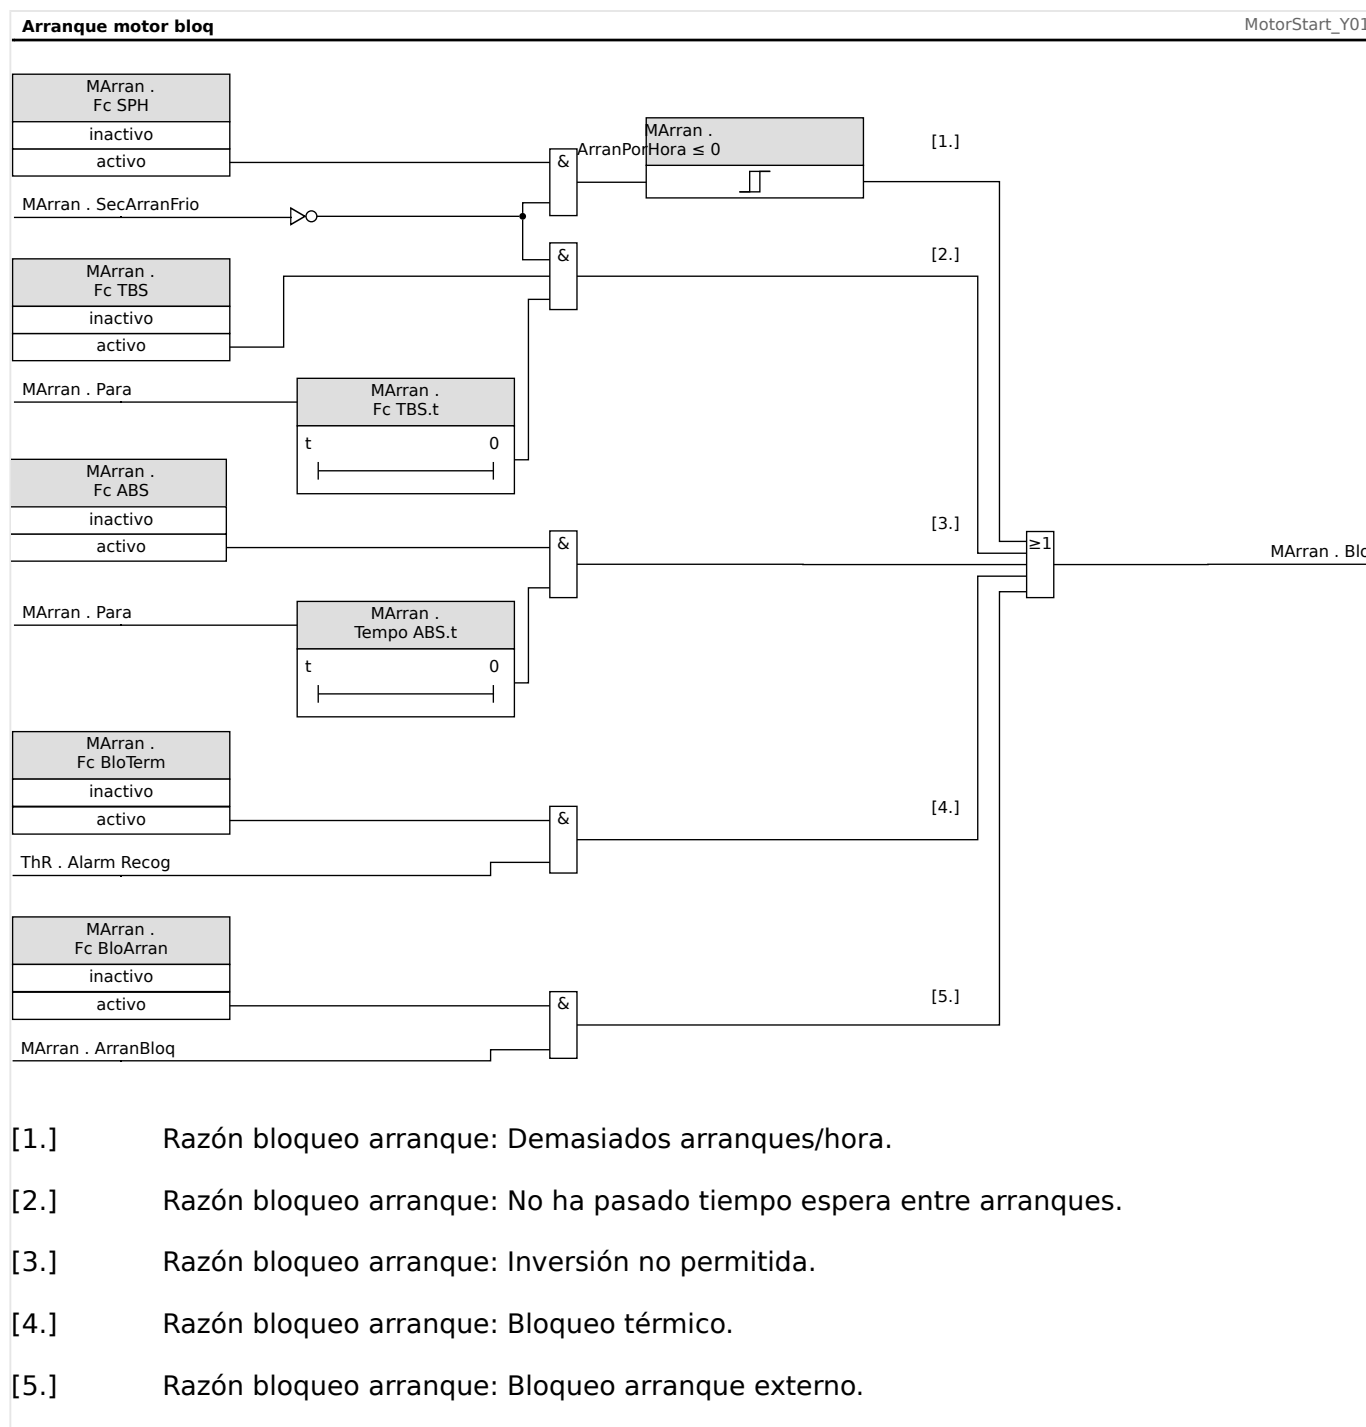 Arranque motor bloq
MotorStart_Y01
MArran .
Fc SPH
inactivo
activo
MArran . SecArranFrio
&
MArran .
ArranPorHora ≤ 0
[1.]
MArran .
Fc TBS
inactivo
activo
&
[2.]
MArran . Para
MArran .
Fc TBS.t
t 0
MArran .
Fc ABS
inactivo
activo
&
[3.]
≥1
MArran . Blo
MArran . Para
MArran .
Tempo ABS.t
t 0
MArran .
Fc BloTerm
inactivo
activo
&
[4.]
ThR . Alarm Recog
MArran .
Fc BloArran
inactivo
activo
&
[5.]
MArran . ArranBloq
[1.] Razón bloqueo arranque: Demasiados arranques/hora.
[2.] Razón bloqueo arranque: No ha pasado tiempo espera entre arranques.
[3.] Razón bloqueo arranque: Inversión no permitida.
[4.] Razón bloqueo arranque: Bloqueo térmico.
[5.] Razón bloqueo arranque: Bloqueo arranque externo.